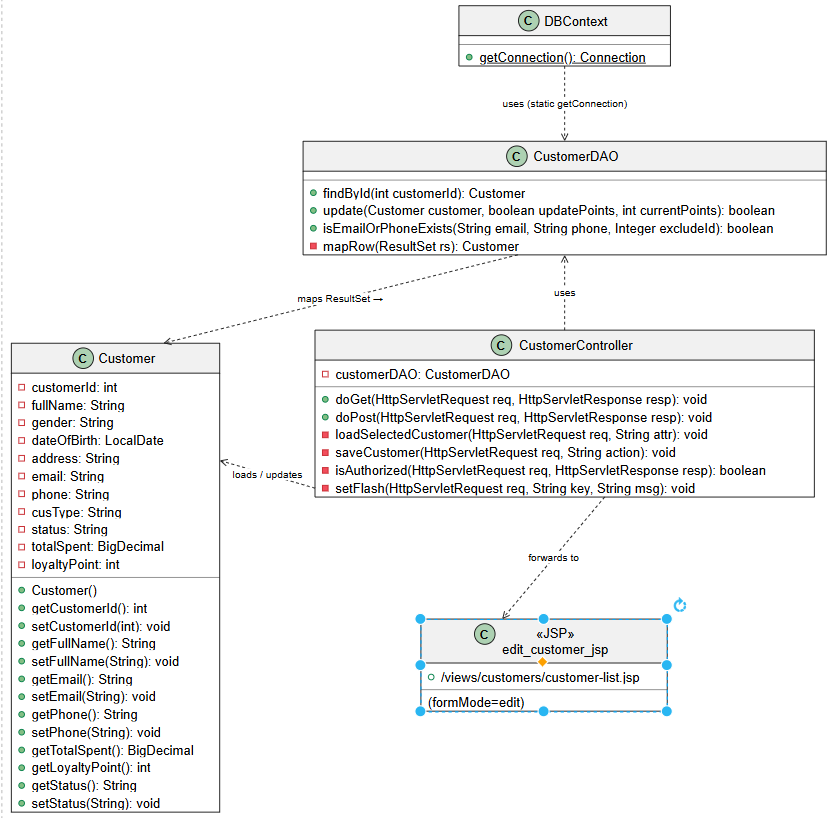 C DBContext
getConnection(): Connection
uses (static getConnection)
C CustomerDAO
findById(int customerId): Customer
update(Customer customer, boolean updatePoints, int currentPoints): boolean
isEmailOrPhoneExists(String email, String phone, Integer excludeId): boolean
mapRow(ResultSet rs): Customer
maps ResultSet →
uses
C Customer
customerId: int
fullName: String
gender: String
dateOfBirth: LocalDate
address: String
email: String
phone: String
cusType: String
status: String
totalSpent: BigDecimal
loyaltyPoint: int
Customer()
getCustomerId(): int
setCustomerId(int): void
getFullName(): String
setFullName(String): void
getEmail(): String
setEmail(String): void
getPhone(): String
setPhone(String): void
getTotalSpent(): BigDecimal
getLoyaltyPoint(): int
getStatus(): String
setStatus(String): void
C CustomerController
customerDAO: CustomerDAO
doGet(HttpServletRequest req, HttpServletResponse resp): void
doPost(HttpServletRequest req, HttpServletResponse resp): void
loadSelectedCustomer(HttpServletRequest req, String attr): void
saveCustomer(HttpServletRequest req, String action): void
isAuthorized(HttpServletRequest req, HttpServletResponse resp): boolean
setFlash(HttpServletRequest req, String key, String msg): void
loads / updates
forwards to
C «JSP»
edit_customer_jsp
/views/customers/customer-list.jsp
(formMode=edit)